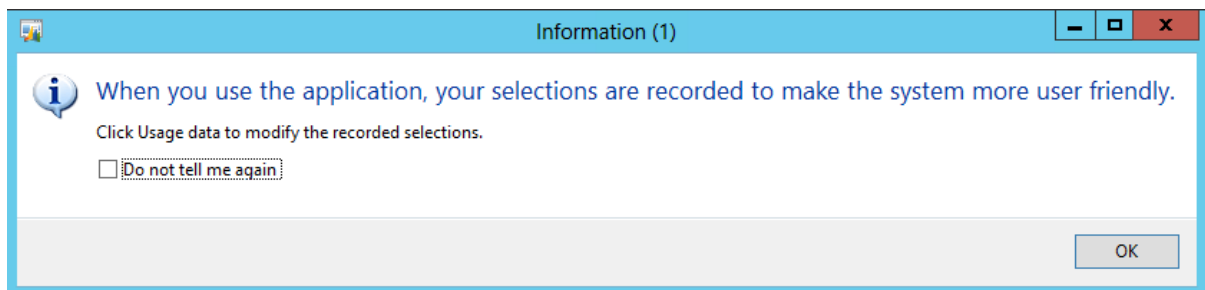 Information (1)
When you use the application, your selections are recorded to make the system more user friendly.
Click Usage data to modify the recorded selections.
Do not tell me again
OK